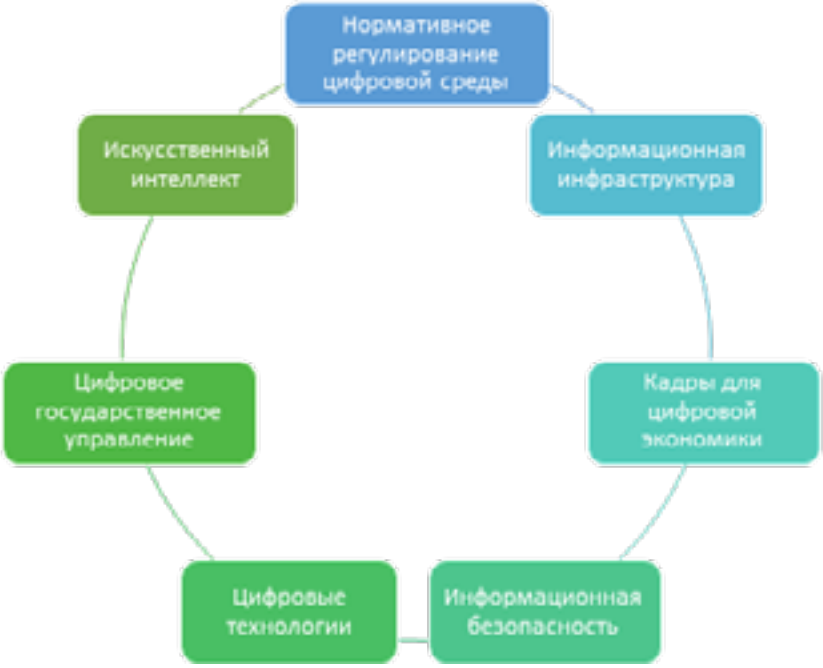 Нормативное
регулирование
цифровой среды
Информационная
инфраструктура
Кадры для
цифровой
экономики
Информационная
безопасность
Цифровые
технологии
Цифровое
государственное
управление
Искусственный
интеллект